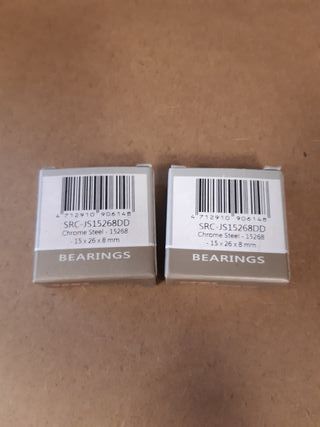 4 712910 906148
SRC-JS15268DD
Chrome Steel - 15268
- 15 x 26 x 8 mm
BEARINGS
4 712910 906148
SRC-JS15268DD
Chrome Steel - 15268
- 15 x 26 x 8 mm
BEARINGS